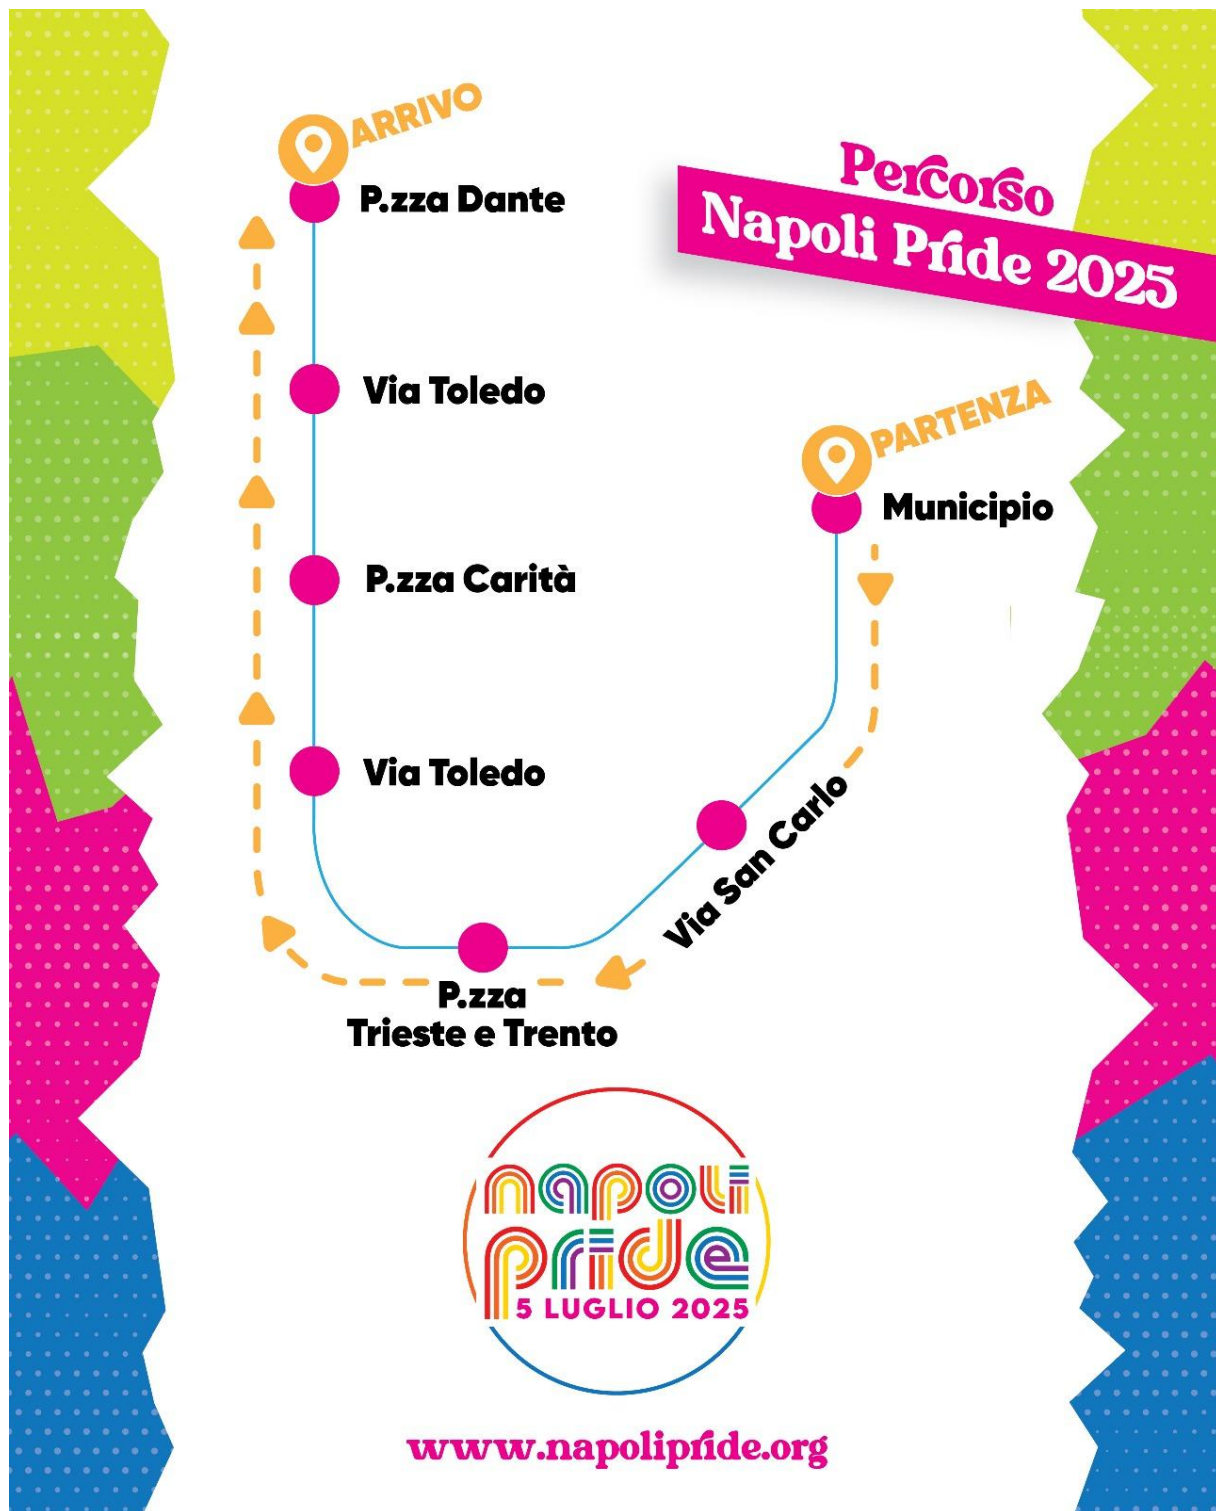 ARRIVO
P.zza Dante
Percorso
Napoli Pride 2025
Via Toledo
PARTENZA
Municipio
P.zza Carità
Via Toledo
Via San Carlo
P.zza
Trieste e Trento
napoli
pride
5 LUGLIO 2025
www.napolipride.org